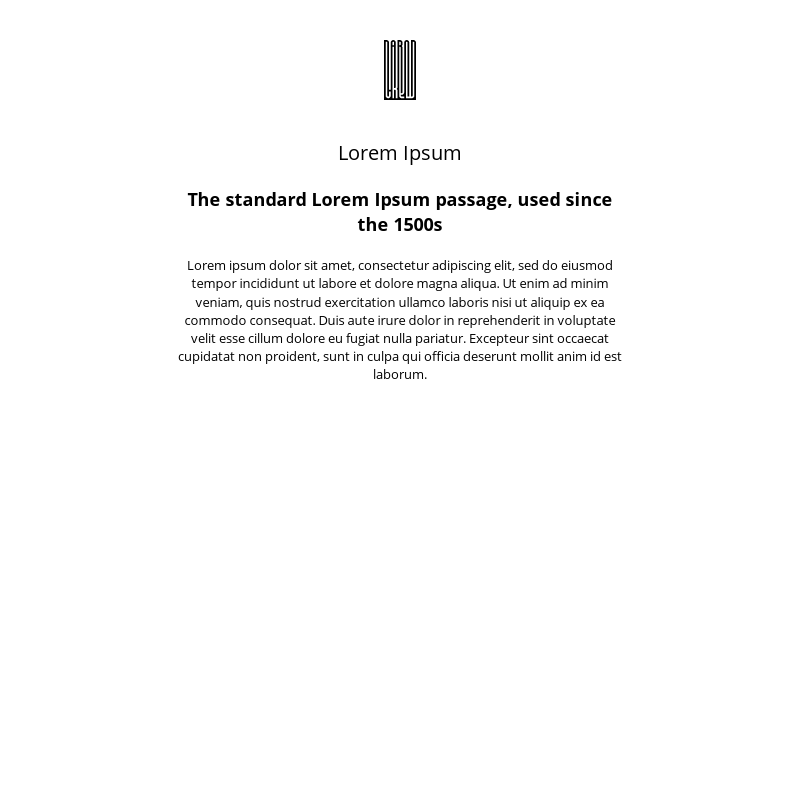 Lorem Ipsum
The standard Lorem Ipsum passage, used since
the 1500s
Lorem ipsum dolor sit amet, consectetur adipiscing elit, sed do eiusmod
tempor incididunt ut labore et dolore magna aliqua. Ut enim ad minim
veniam, quis nostrud exercitation ullamco laboris nisi ut aliquip ex ea
commodo consequat. Duis aute irure dolor in reprehenderit in voluptate
velit esse cillum dolore eu fugiat nulla pariatur. Excepteur sint occaecat
cupidatat non proident, sunt in culpa qui officia deserunt mollit anim id est
laborum.